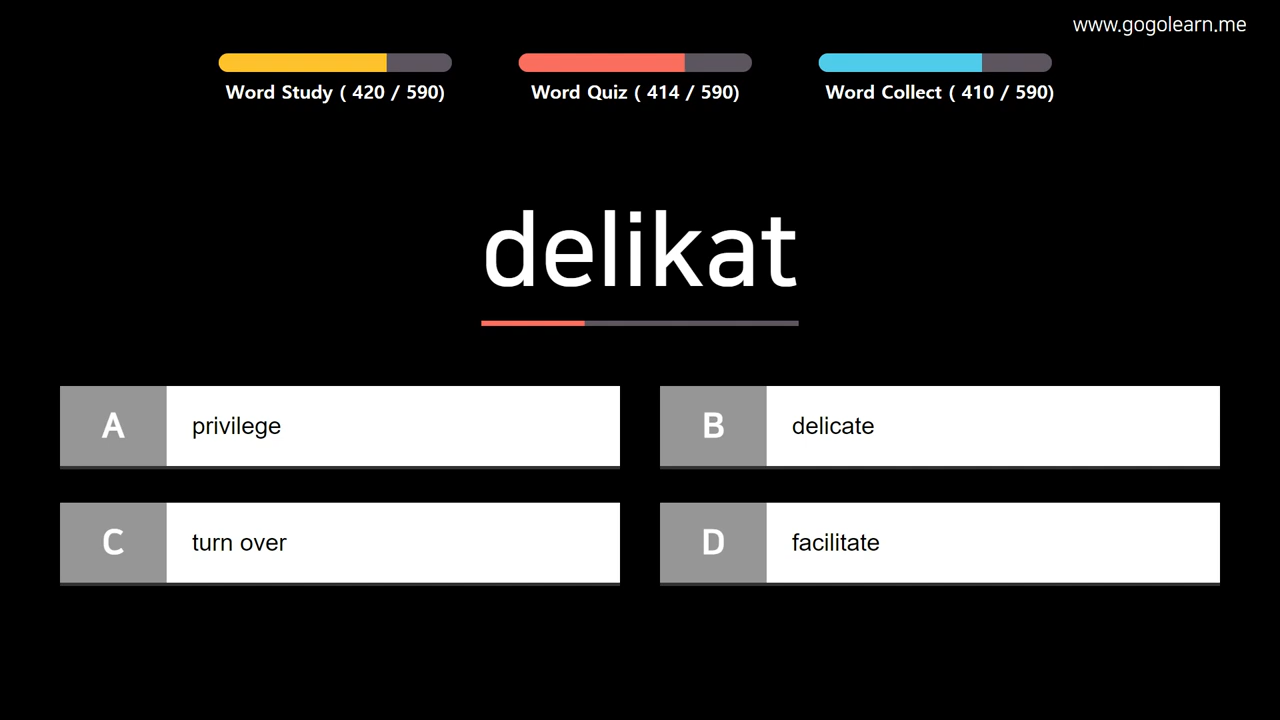 www.gogolearn.me
Word Study ( 420 / 590)
Word Quiz ( 414 / 590)
Word Collect ( 410 / 590)
delikat
A privilege
B delicate
C turn over
D facilitate